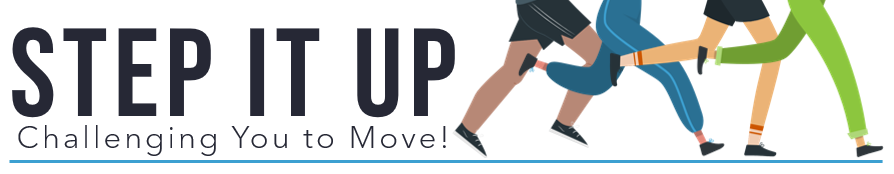 STEP IT UP
Challenging You to Move!